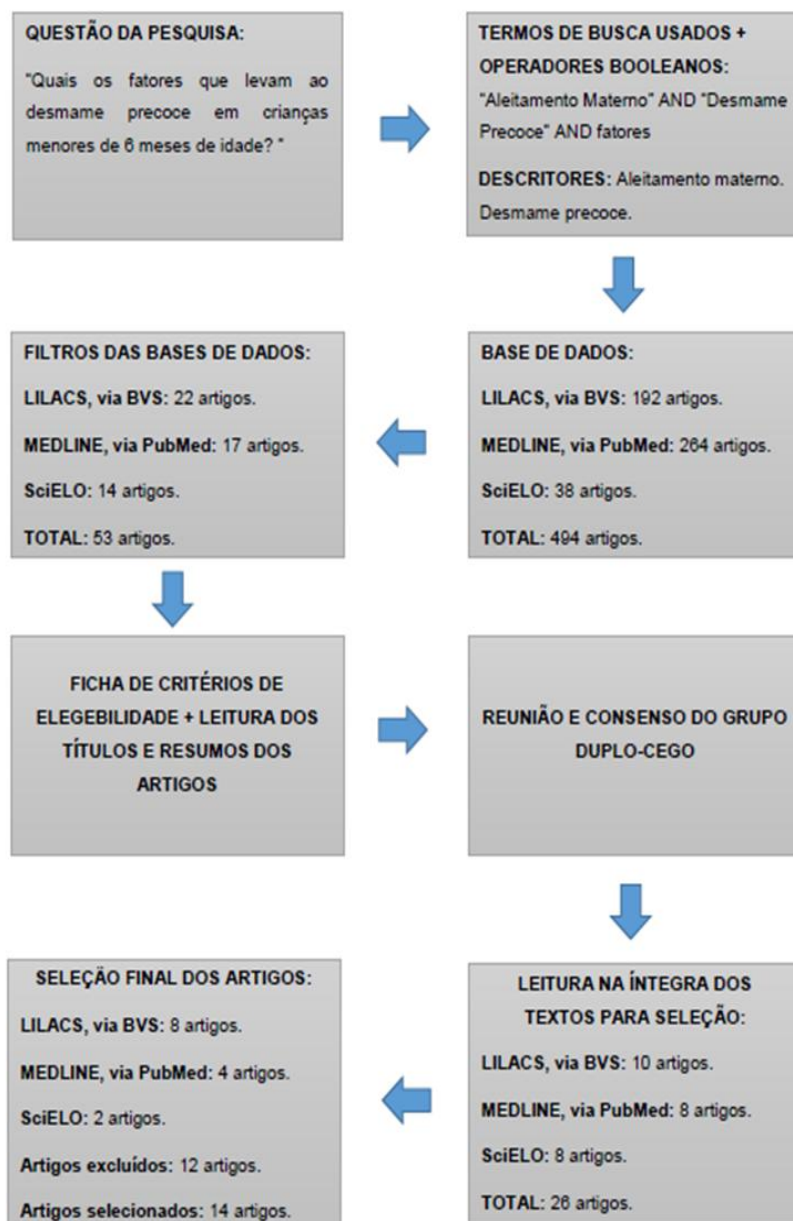 QUESTÃO DA PESQUISA:
"Quais os fatores que levam ao
desmame precoce em crianças
menores de 6 meses de idade? "
TERMOS DE BUSCA USADOS +
OPERADORES BOOLEANOS:
"Aleitamento Materno" AND "Desmame
Precoce" AND fatores
DESCRITORES: Aleitamento materno.
Desmame precoce.
BASE DE DADOS:
LILACS, via BVS: 192 artigos.
MEDLINE, via PubMed: 264 artigos.
SciELO: 38 artigos.
TOTAL: 494 artigos.
FILTROS DAS BASES DE DADOS:
LILACS, via BVS: 22 artigos.
MEDLINE, via PubMed: 17 artigos.
SciELO: 14 artigos.
TOTAL: 53 artigos.
FICHA DE CRITÉRIOS DE
ELEGEBILIDADE + LEITURA DOS
TÍTULOS E RESUMOS DOS
ARTIGOS
REUNIÃO E CONSENSO DO GRUPO
DUPLO-CEGO
LEITURA NA ÍNTEGRA DOS
TEXTOS PARA SELEÇÃO:
LILACS, via BVS: 10 artigos.
MEDLINE, via PubMed: 8 artigos.
SciELO: 8 artigos.
TOTAL: 26 artigos.
SELEÇÃO FINAL DOS ARTIGOS:
LILACS, via BVS: 8 artigos.
MEDLINE, via PubMed: 4 artigos.
SciELO: 2 artigos.
Artigos excluídos: 12 artigos.
Artigos selecionados: 14 artigos.